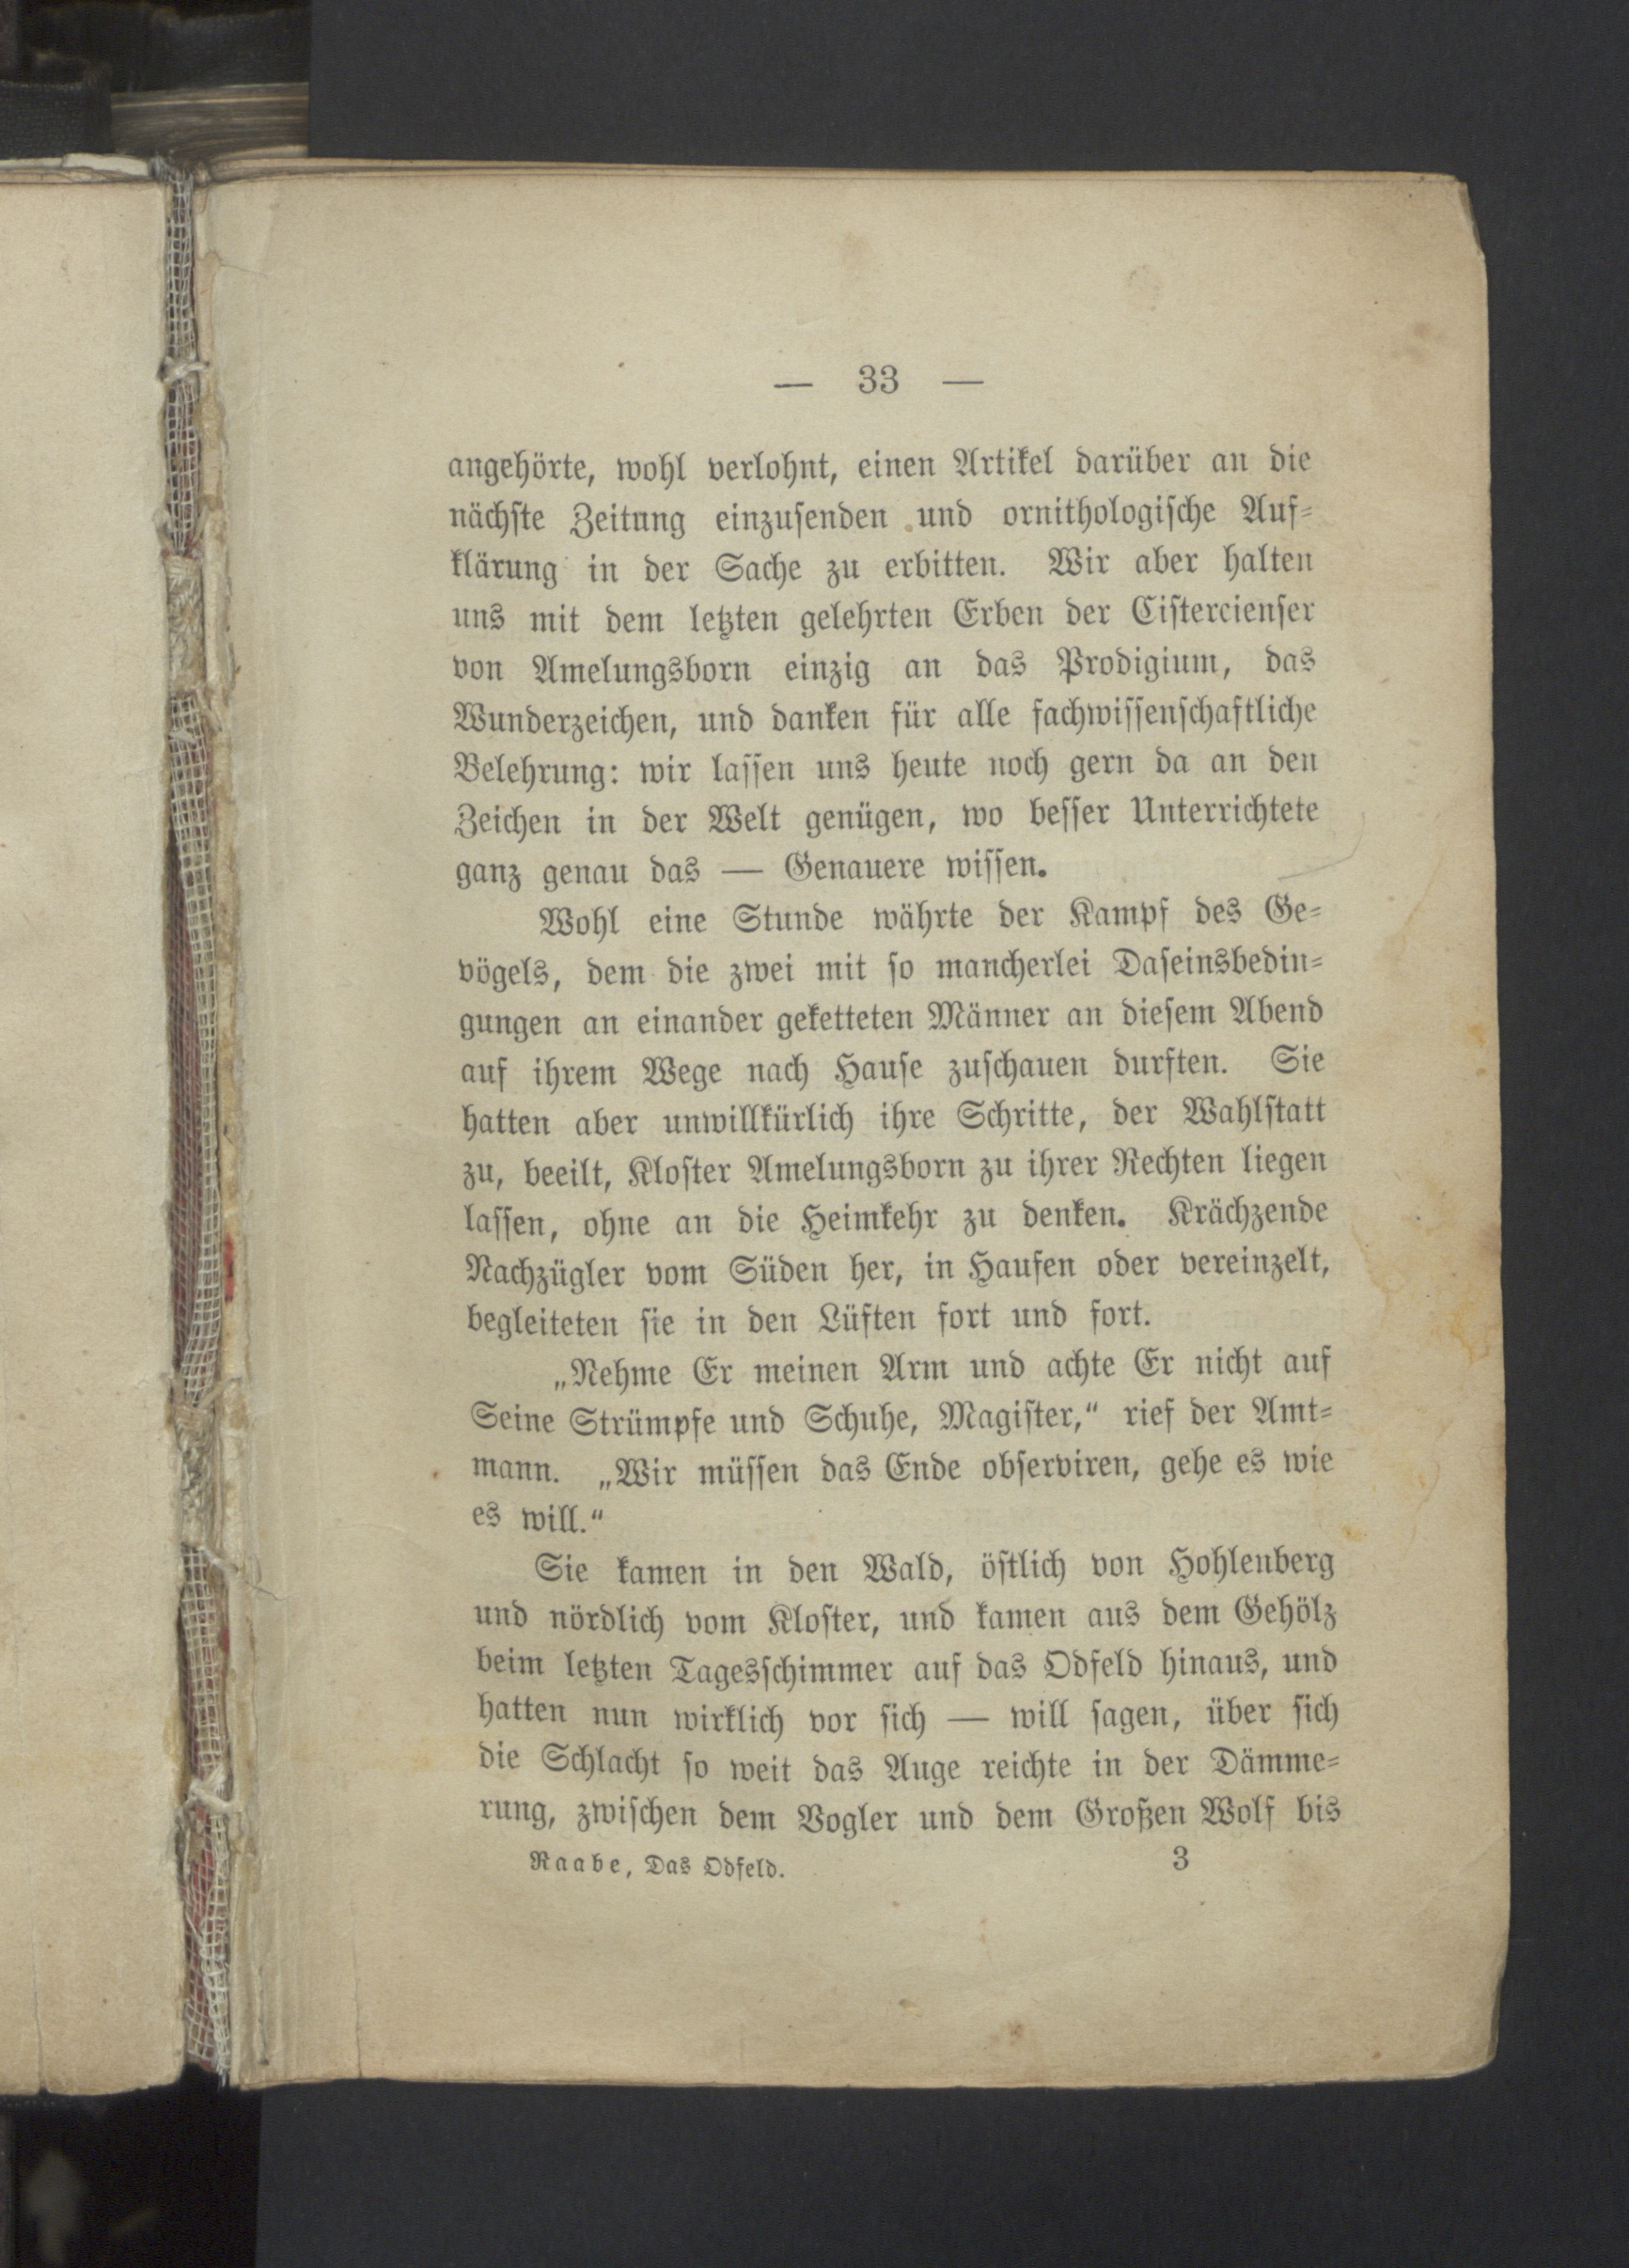 — 33 —
angehörte, wohl verlohnt, einen Artikel darüber an die
nächste Zeitung einzusenden und ornithologische Auf-
klärung in der Sache zu erbitten. Wir aber halten
uns mit dem letzten gelehrten Erben der Cistercienser
von Amelungsborn einzig an das Prodigium, das
Wunderzeichen, und danken für alle fachwissenschaftliche
Belehrung: wir lassen uns heute noch gern da an den
Zeichen in der Welt genügen, wo besser Unterrichtete
ganz genau das — Genauere wissen.
Wohl eine Stunde währte der Kampf des Ge-
vögels, dem die zwei mit so mancherlei Daseinsbedin-
gungen an einander geketteten Männer an diesem Abend
auf ihrem Wege nach Hause zuschauen durften. Sie
hatten aber unwillkürlich ihre Schritte, der Wahlstatt
zu, beeilt, Kloster Amelungsborn zu ihrer Rechten liegen
lassen, ohne an die Heimkehr zu denken. Krächzende
Nachzügler vom Süden her, in Haufen oder vereinzelt,
begleiteten sie in den Lüften fort und fort.
„Nehme Er meinen Arm und achte Er nicht auf
Seine Strümpfe und Schuhe, Magister,“ rief der Amt-
mann. „Wir müssen das Ende observiren, gehe es wie
es will.“
Sie kamen in den Wald, östlich von Hohlenberg
und nördlich vom Kloster, und kamen aus dem Gehölz
beim letzten Tagesschimmer auf das Odfeld hinaus, und
hatten nun wirklich vor sich — will sagen, über sich
die Schlacht so weit das Auge reichte in der Dämme-
rung, zwischen dem Vogler und dem Großen Wolf bis
Raabe, Das Odfeld. 3